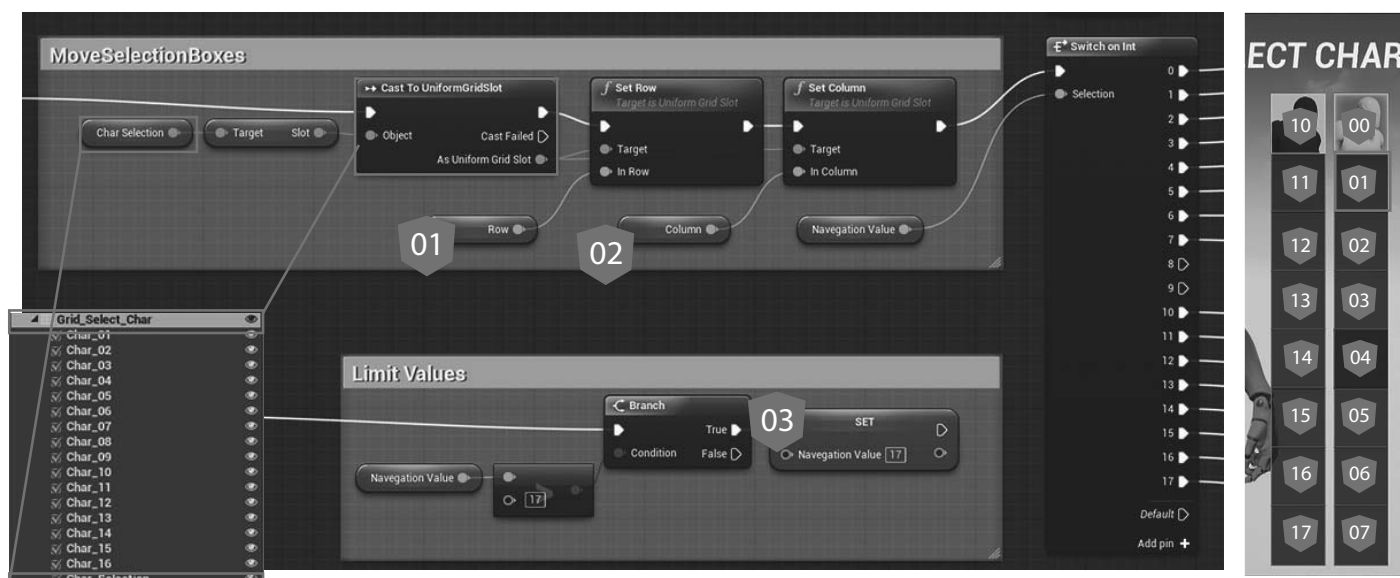 MoveSelectionBoxes
Cast To UniformGridSlot
Object
Cast Failed
As Uniform Grid Slot
Char Selection
Target Slot
Set Row
Target is Uniform Grid Slot
Target
In Row
Set Column
Target is Uniform Grid Slot
Target
In Column
01
Row
02
Column
Navegation Value
Switch on Int
Selection
0
1
2
3
4
5
6
7
8
9
10
11
12
13
14
15
16
17
Default
Add pin +
Grid_Select_Char
Char_01
Char_02
Char_03
Char_04
Char_05
Char_06
Char_07
Char_08
Char_09
Char_10
Char_11
Char_12
Char_13
Char_14
Char_15
Char_16
Char_Selection
Limit Values
Navegation Value
17
Branch
Condition
True
False
03
SET
Navegation Value 17
ECT CHAR
10 00
11 01
12 02
13 03
14 04
15 05
16 06
17 07